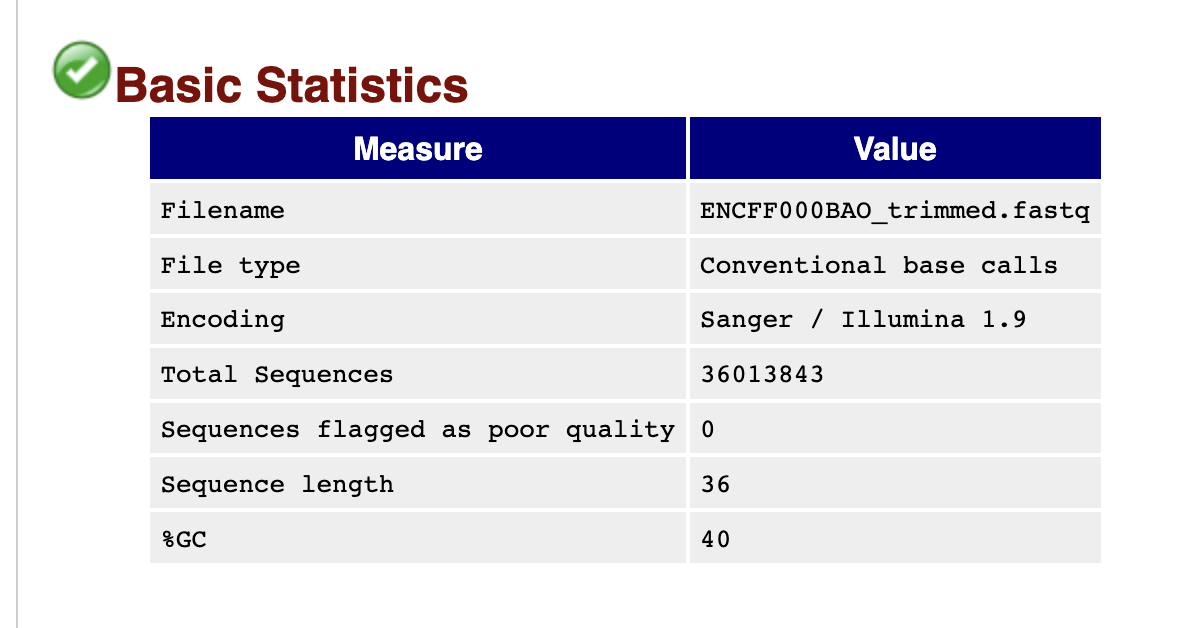 Basic Statistics
Measure Value
Filename ENCFF000BAO_trimmed.fastq
File type Conventional base calls
Encoding Sanger / Illumina 1.9
Total Sequences 36013843
Sequences flagged as poor quality 0
Sequence length 36
%GC 40